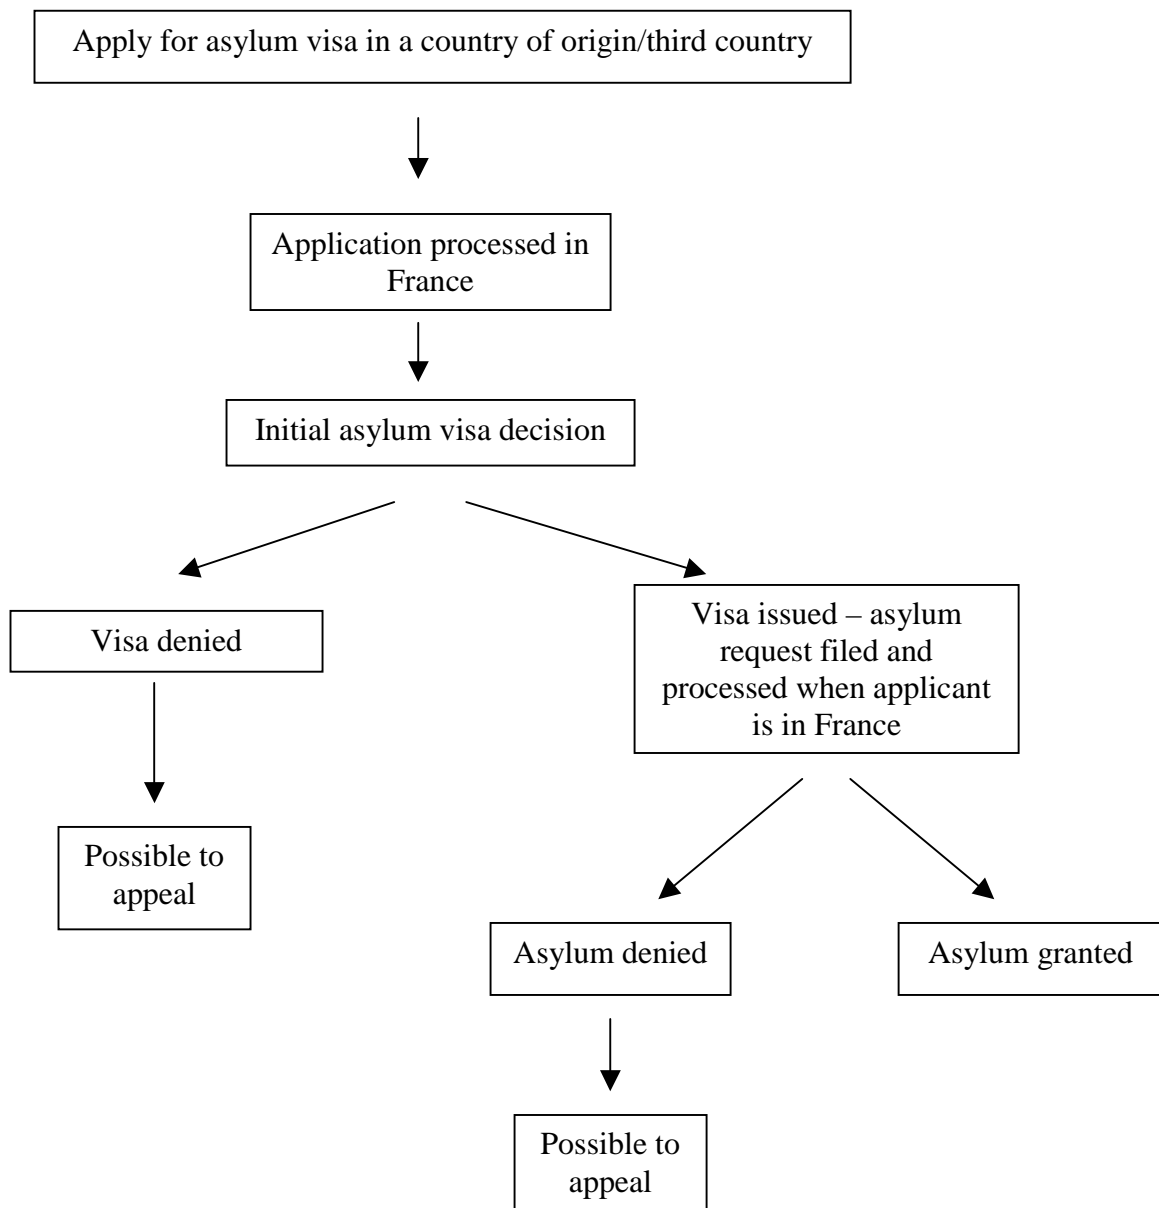 Apply for asylum visa in a country of origin/third country
Application processed in
France
Initial asylum visa decision
Visa denied
Visa issued – asylum
request filed and
processed when applicant
is in France
Possible to
appeal
Asylum denied
Asylum granted
Possible to
appeal